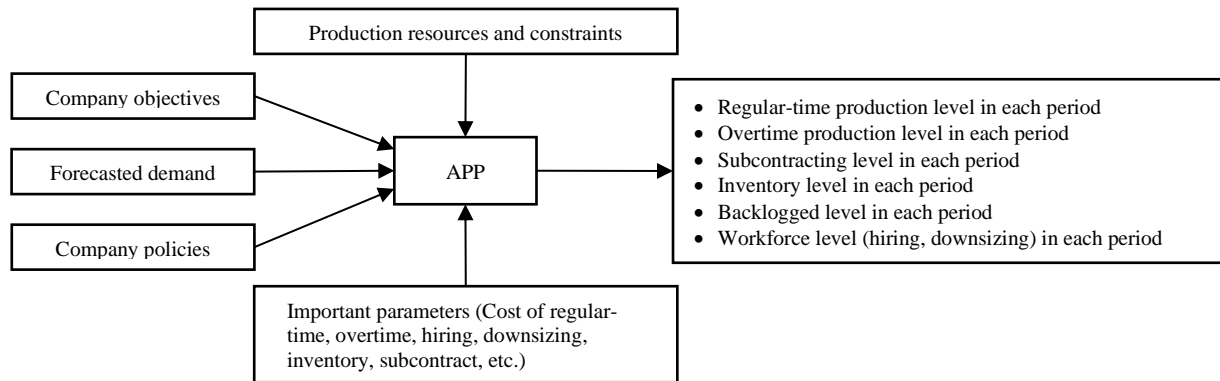 Production resources and constraints
Company objectives
Forecasted demand
Company policies
APP
• Regular-time production level in each period
• Overtime production level in each period
• Subcontracting level in each period
• Inventory level in each period
• Backlogged level in each period
• Workforce level (hiring, downsizing) in each period
Important parameters (Cost of regular-
time, overtime, hiring, downsizing,
inventory, subcontract, etc.)